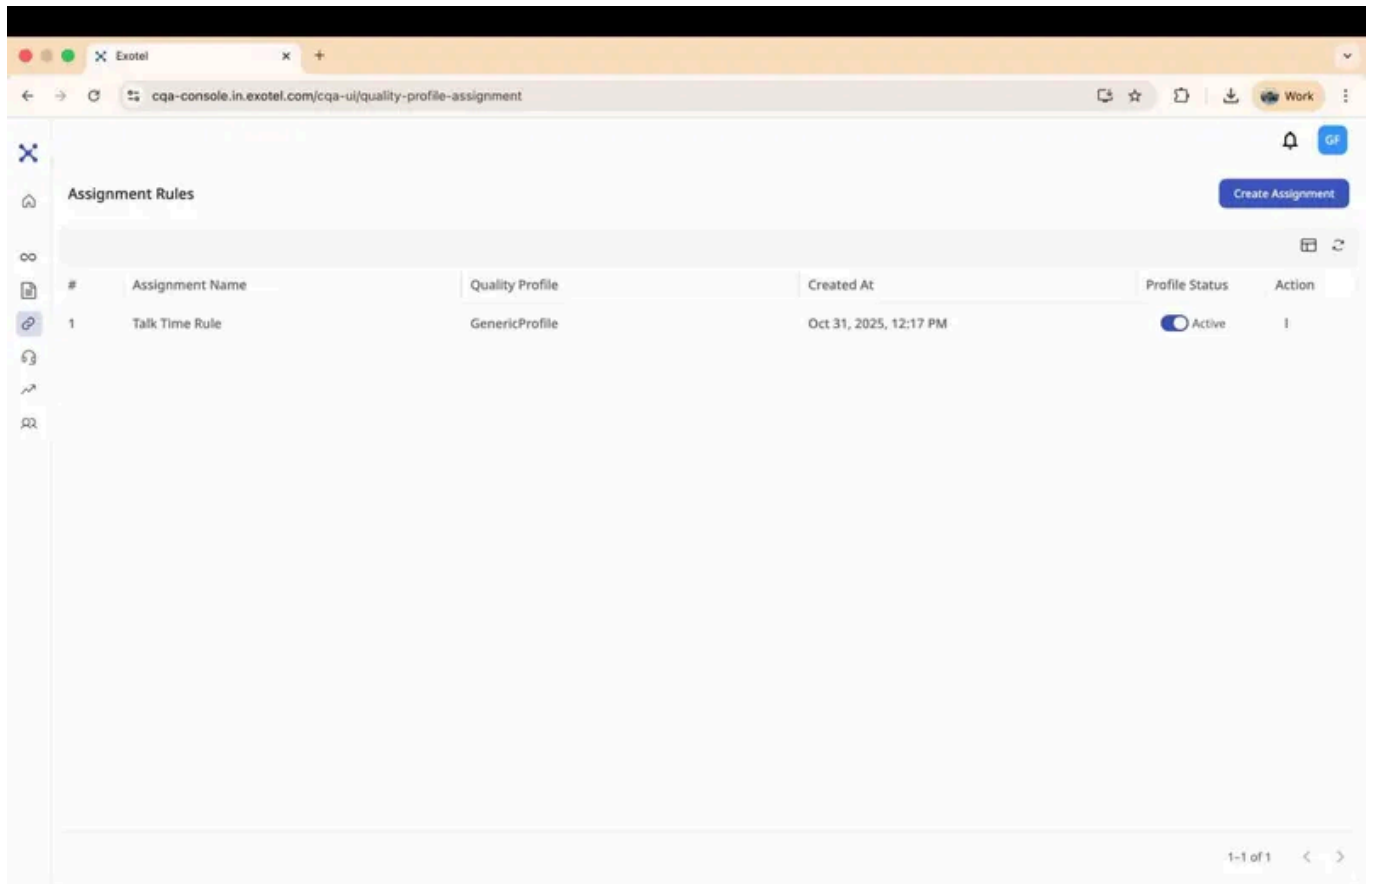 Exotel
cqa-console.in.exotel.com/cqa-ui/quality-profile-assignment
Work
GF
Assignment Rules
Create Assignment
# Assignment Name Quality Profile Created At Profile Status Action
1 Talk Time Rule GenericProfile Oct 31, 2025, 12:17 PM Active
1-1 of 1